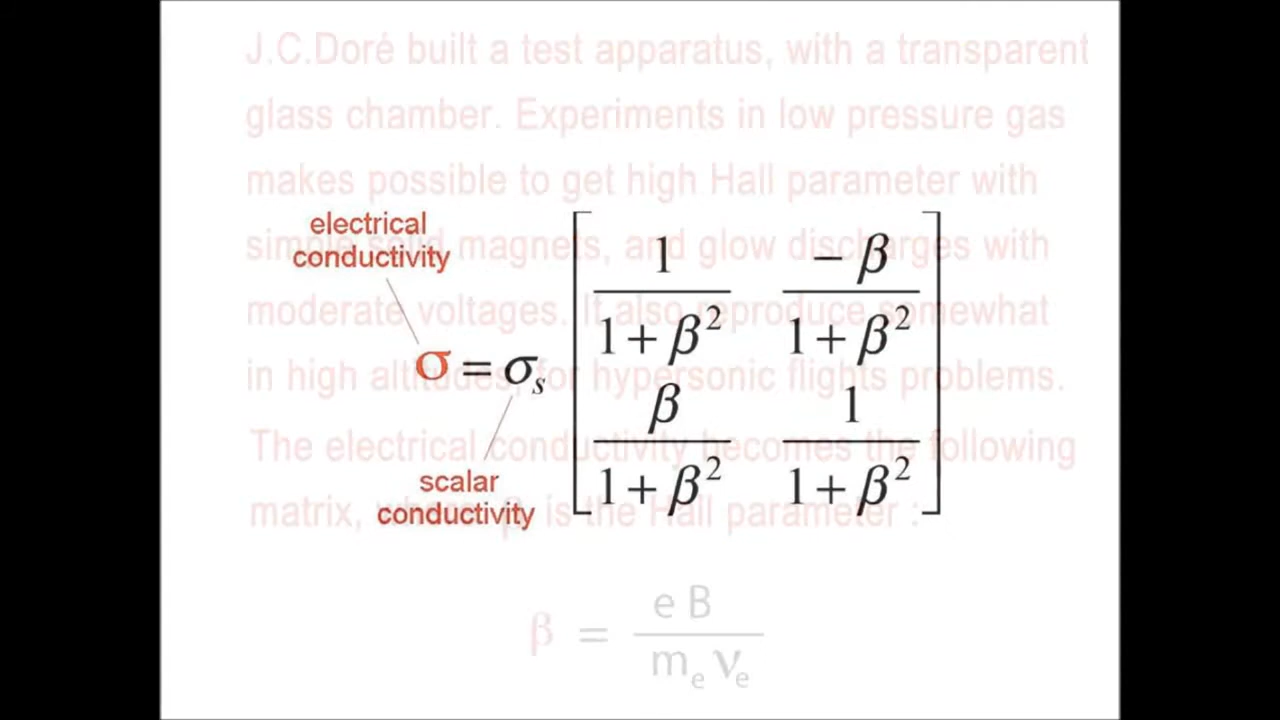 J.C.Doré built a test apparatus, with a transparent
glass chamber. Experiments in low pressure gas
makes possible to get high Hall parameter with
simple solid magnets, and glow discharges with
moderate voltages. It also reproduce somewhat
in high altitudes, for hypersonic flights problems.
The electrical conductivity becomes the following
matrix, where β is the Hall parameter :
electrical
conductivity
1 − β
1 + β² 1 + β²
σ = σs
β 1
1 + β² 1 + β²
scalar
conductivity
e B
β =
me νe